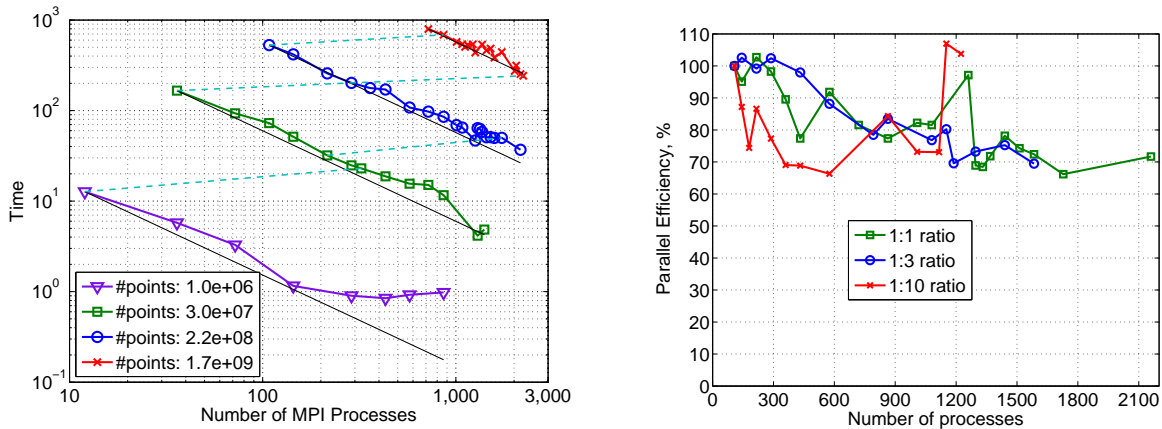 10^3
10^2
10^1
10^0
10^-1
Time
10
100
1,000
3,000
Number of MPI Processes
#points: 1.0e+06
#points: 3.0e+07
#points: 2.2e+08
#points: 1.7e+09
110
100
90
80
70
60
50
40
30
20
10
0
Parallel Efficiency, %
1:1 ratio
1:3 ratio
1:10 ratio
0 300 600 900 1200 1500 1800 2100
Number of processes